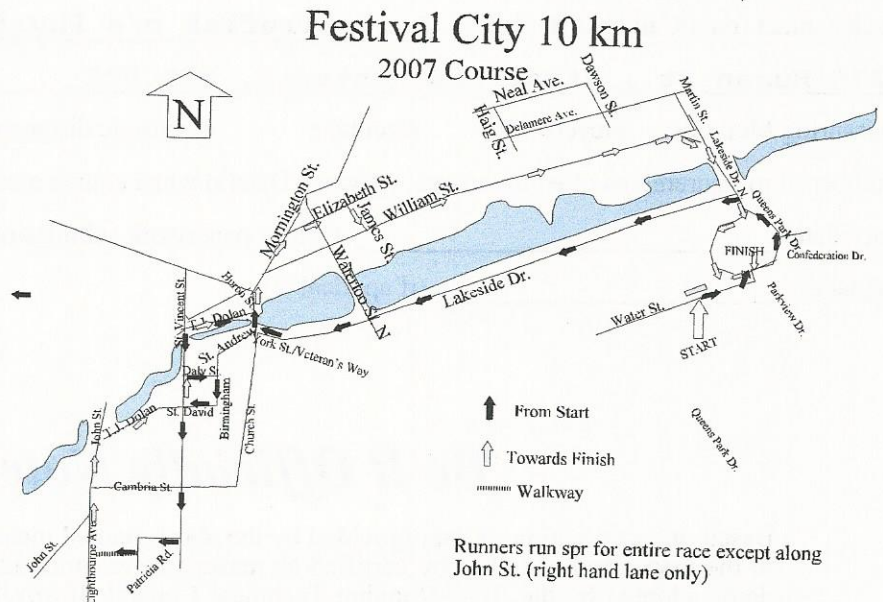 Festival City 10 km
2007 Course
N
Neal Ave.
Dawson St.
Haig St.
Delamere Ave.
Martin St.
Lakeside Dr. N
Mornington St.
Elizabeth St.
James St.
William St.
Waterloo St. N
Queens Park Dr.
FINISH
Confederation Dr.
Parkview Dr.
Water St.
START
Lakeside Dr.
Huron St.
St. Vincent St.
T.J. Dolan
St. Andrew
York St./Veteran's Way
Daly S.
Birmingham
St. David
Church St.
T.J. Dolan
John St.
Cambria St.
John St.
Patricia Rd.
Queens Park Dr.
From Start
Towards Finish
Walkway
Runners run spr for entire race except along
John St. (right hand lane only)